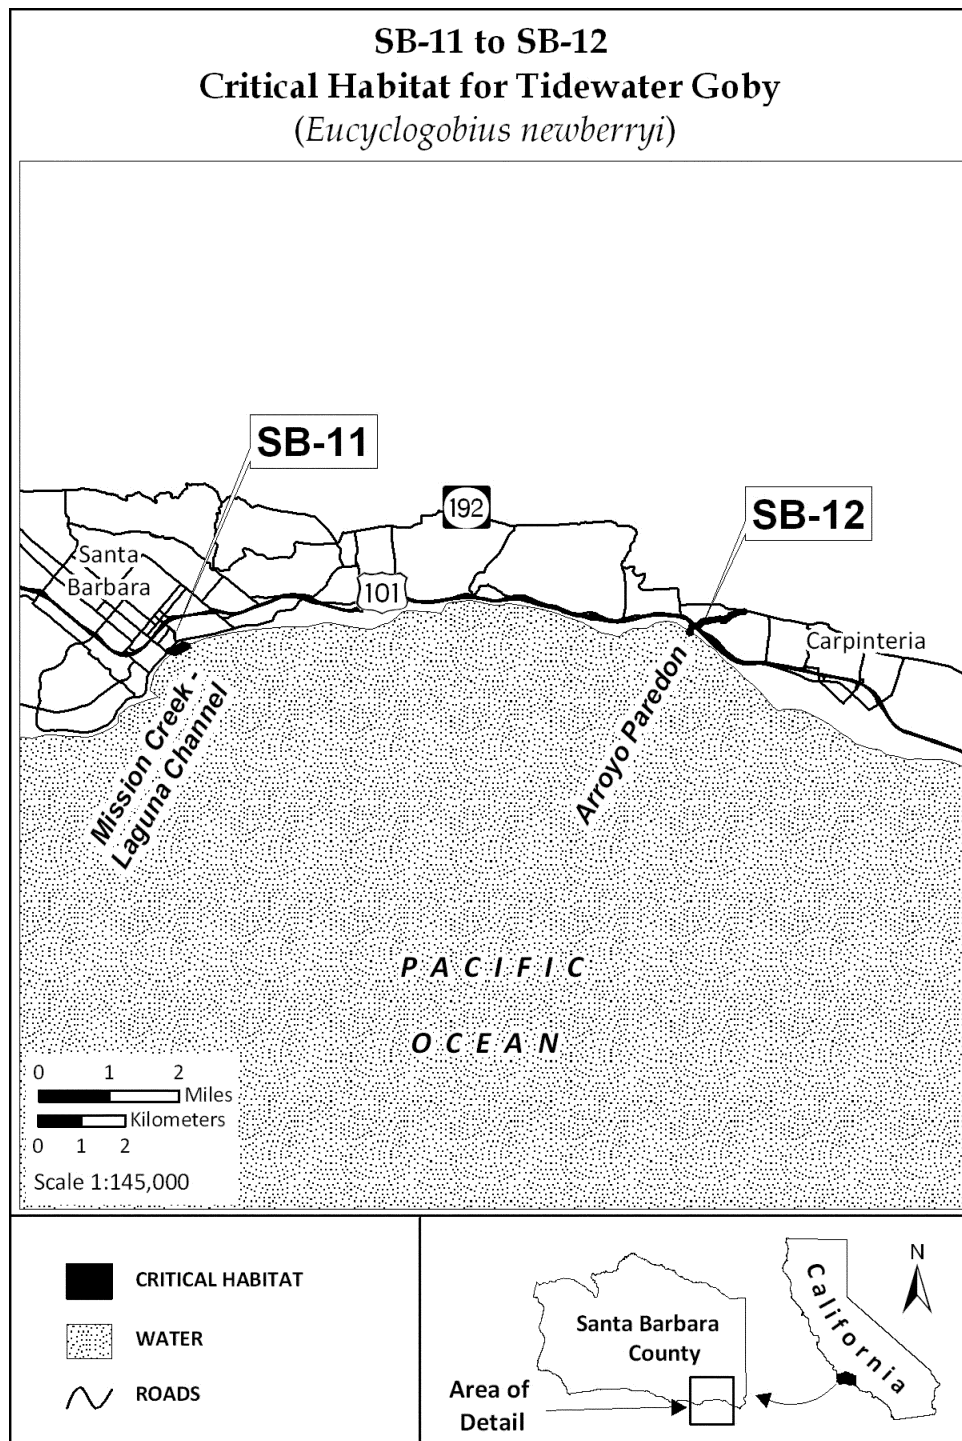 SB-11 to SB-12
Critical Habitat for Tidewater Goby
(Eucyclogobius newberryi)
SB-11
192
SB-12
Santa
Barbara
101
Carpinteria
Mission Creek -
Laguna Channel
Arroyo Paredon
PACIFIC
OCEAN
0 1 2
Miles
Kilometers
0 1 2
Scale 1:145,000
CRITICAL HABITAT
WATER
ROADS
Santa Barbara
County
Area of
Detail
California
N